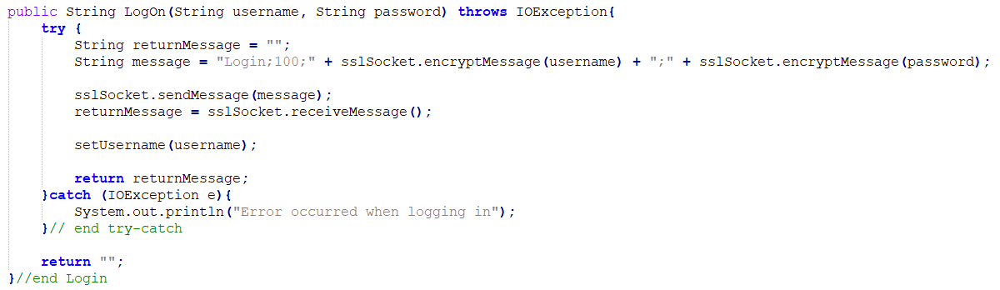 public String LogOn(String username, String password) throws IOException{
try {
String returnMessage = "";
String message = "Login;100;" + sslSocket.encryptMessage(username) + ";" + sslSocket.encryptMessage(password);
sslSocket.sendMessage(message);
returnMessage = sslSocket.receiveMessage();
setUsername(username);
return returnMessage;
}catch (IOException e){
System.out.println("Error occurred when logging in");
}// end try-catch
return "";
}//end Login